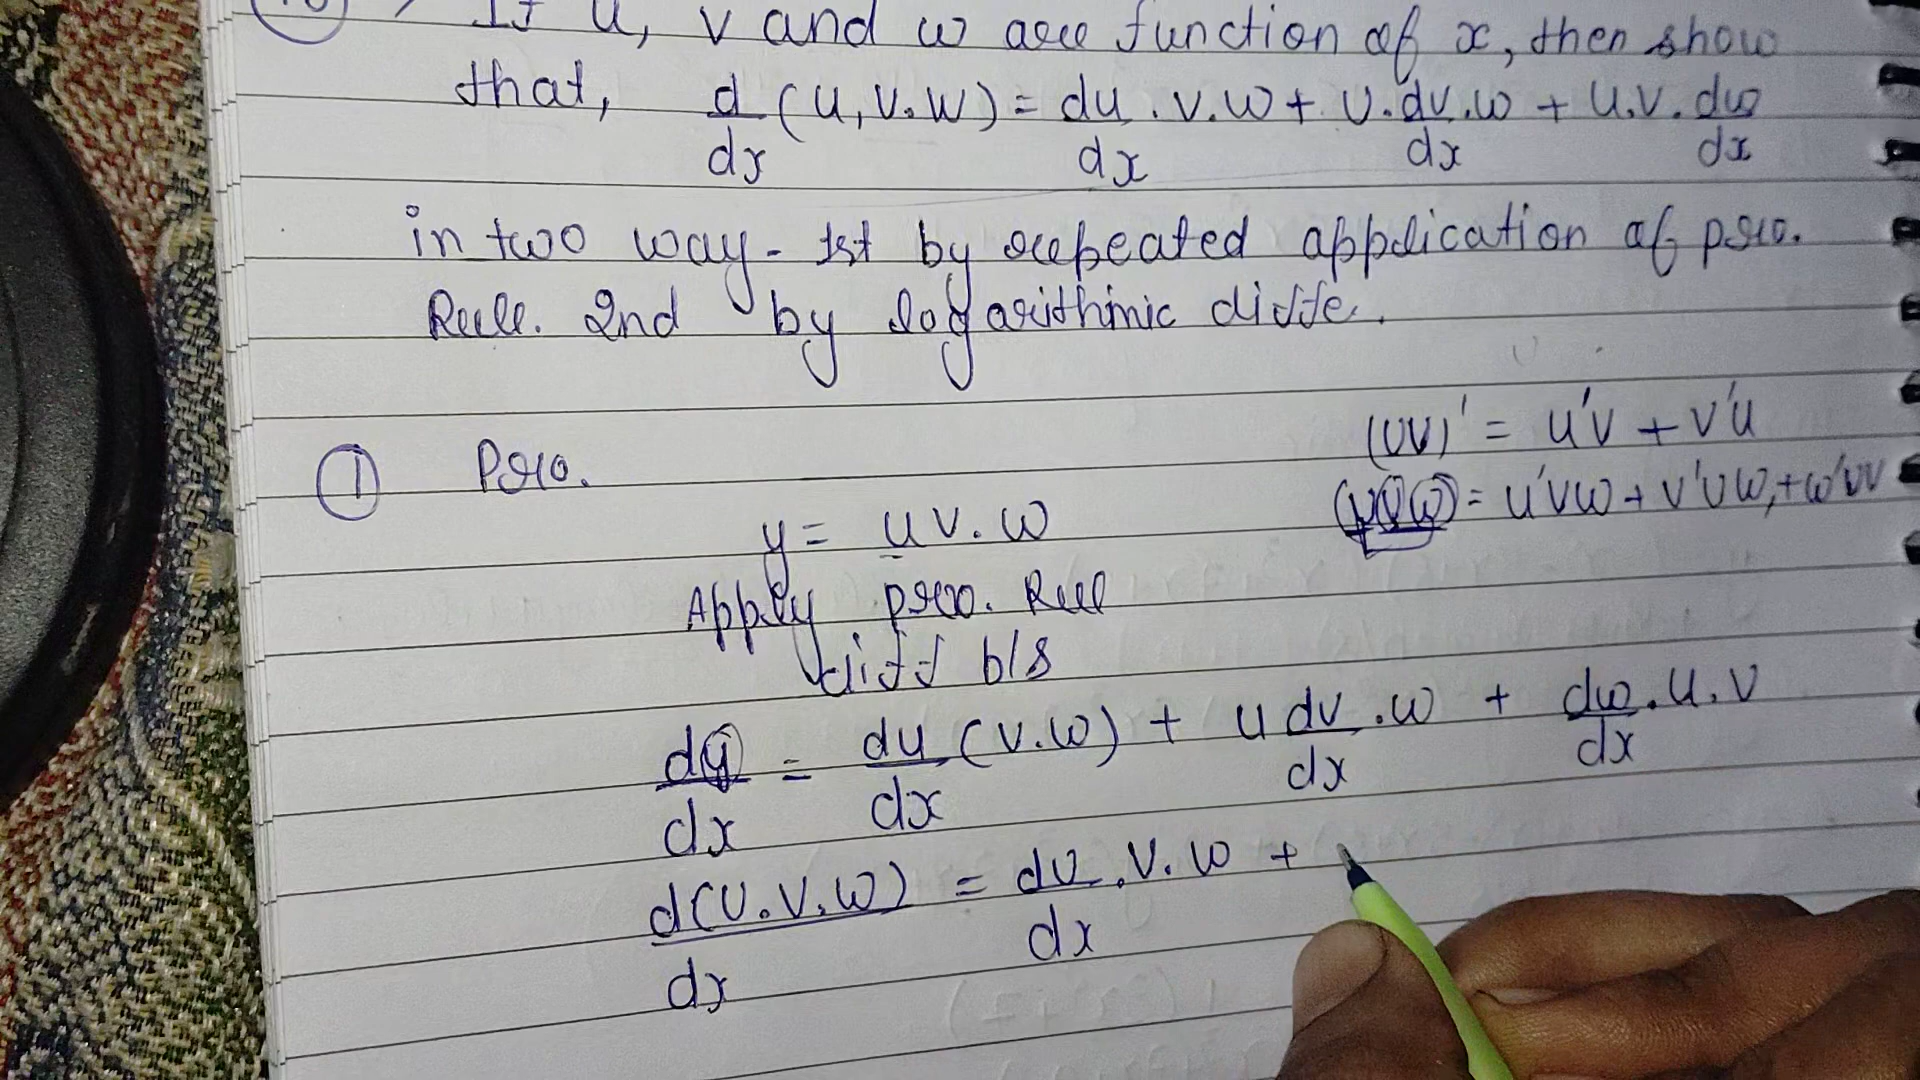 If u, v and w are function of x, then show
that, d/dx (u, v. w) = du/dx . v. w + u. dv/dx . w + u. v. dw/dx
in two way - 1st by repeated application of pro.
Rule. 2nd by logarithmic diffe.
(uv)' = u'v + v'u
① Pro.
(uvw) = u'vw + v'uw, + w'uv
y = uv. w
Apply pro. Rule
diff b/s
dy/dx = du/dx (v. w) + u dv/dx . w + dw/dx . u. v
d(u. v. w)/dx = du/dx . v. w +